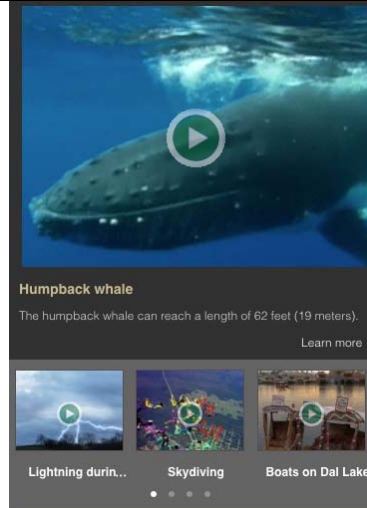 Humpback whale
The humpback whale can reach a length of 62 feet (19 meters).
Learn more
Lightning durin...
Skydiving
Boats on Dal Lake